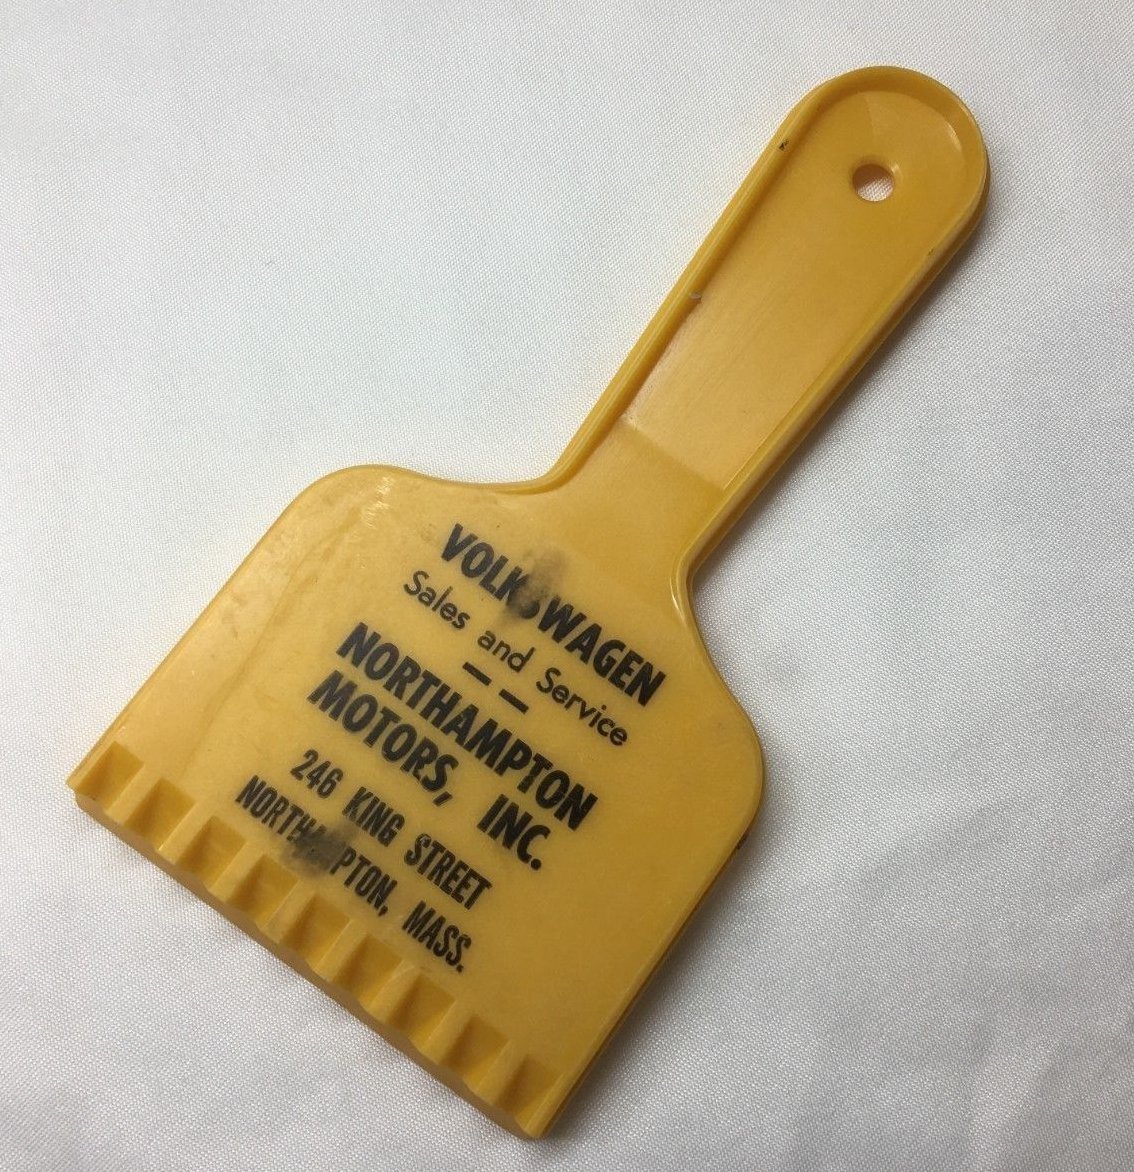 VOLKSWAGEN
Sales and Service
— —
NORTHAMPTON
MOTORS, INC.
246 KING STREET
NORTHAMPTON, MASS.